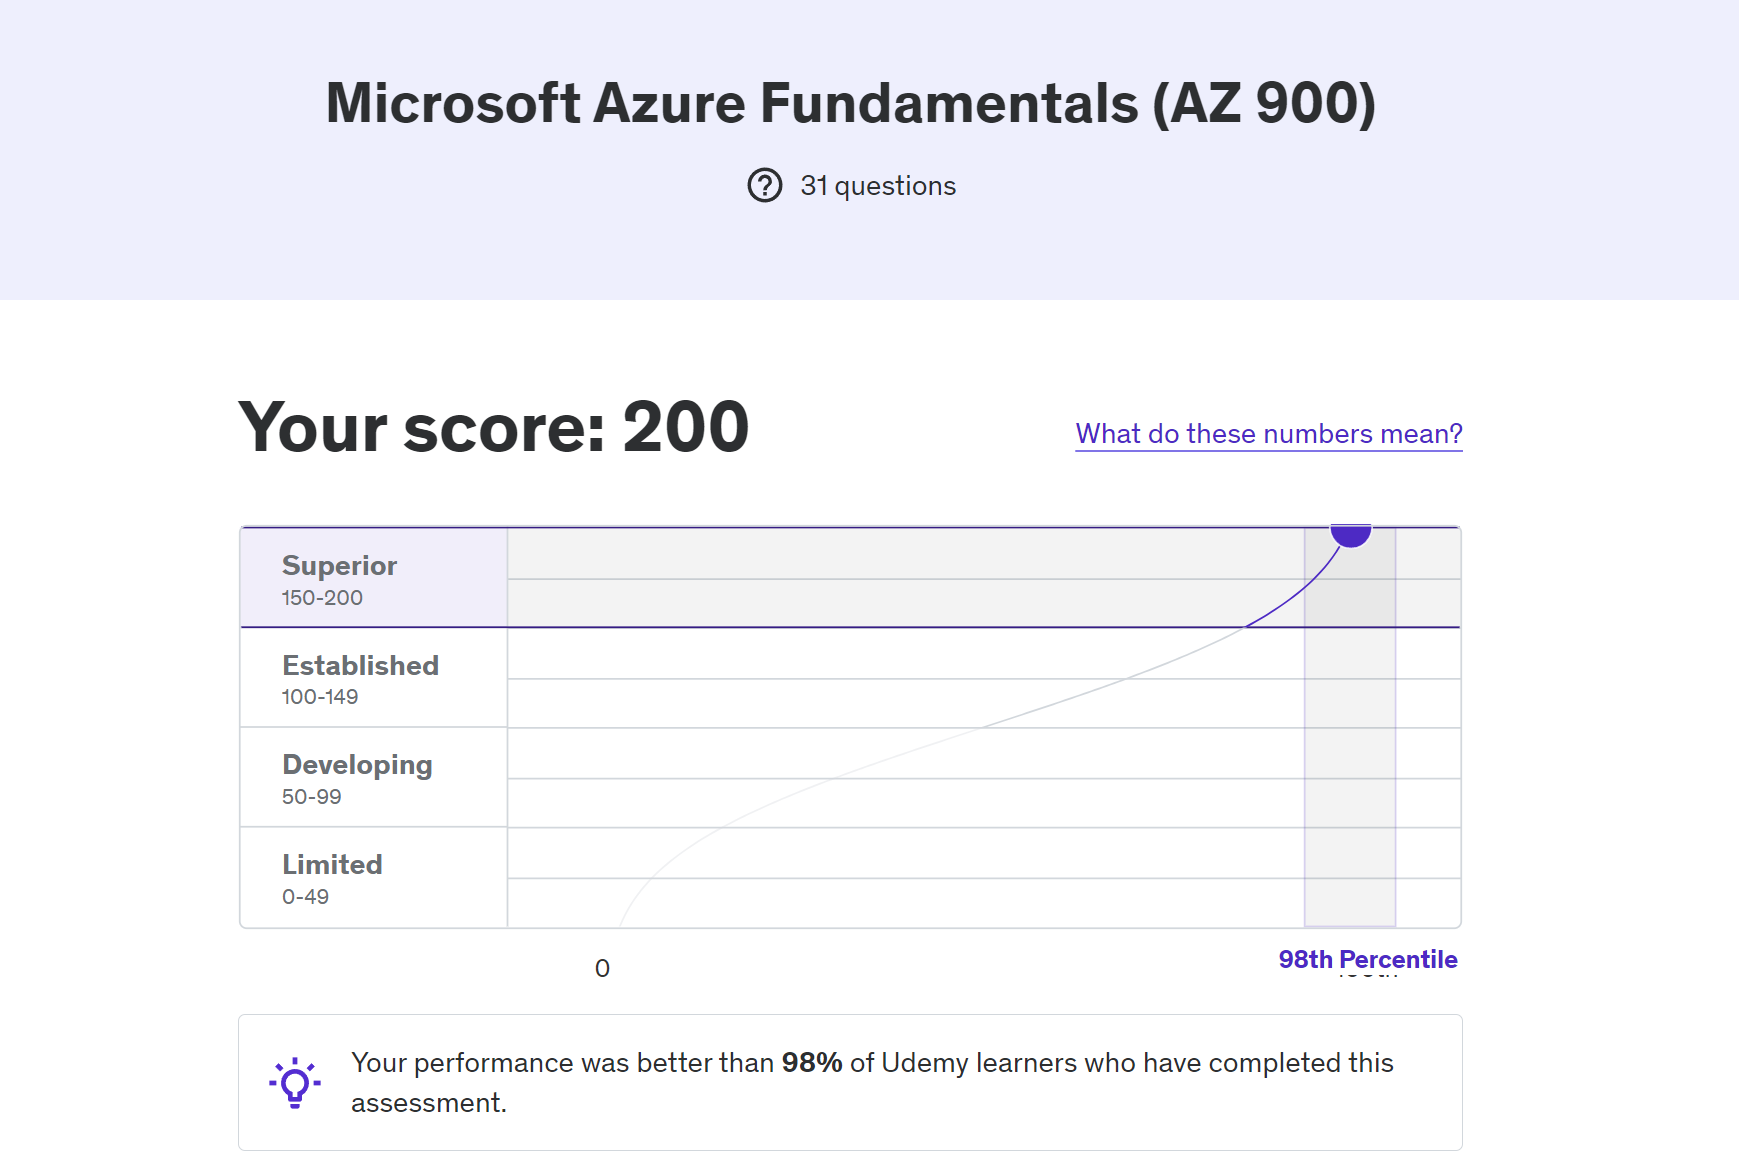 Microsoft Azure Fundamentals (AZ 900)
31 questions
Your score: 200
What do these numbers mean?
Superior
150-200
Established
100-149
Developing
50-99
Limited
0-49
0
98th Percentile
Your performance was better than 98% of Udemy learners who have completed this
assessment.